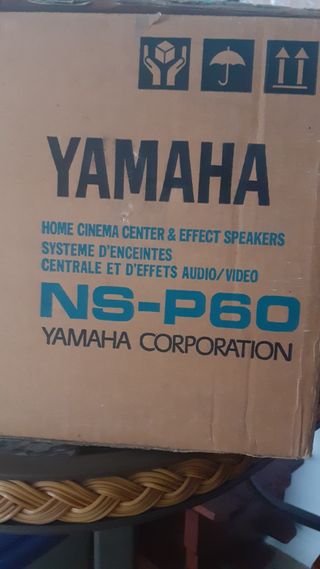 YAMAHA
HOME CINEMA CENTER & EFFECT SPEAKERS
SYSTEME D'ENCEINTES
CENTRALE ET D'EFFETS AUDIO/VIDEO
NS-P60
YAMAHA CORPORATION